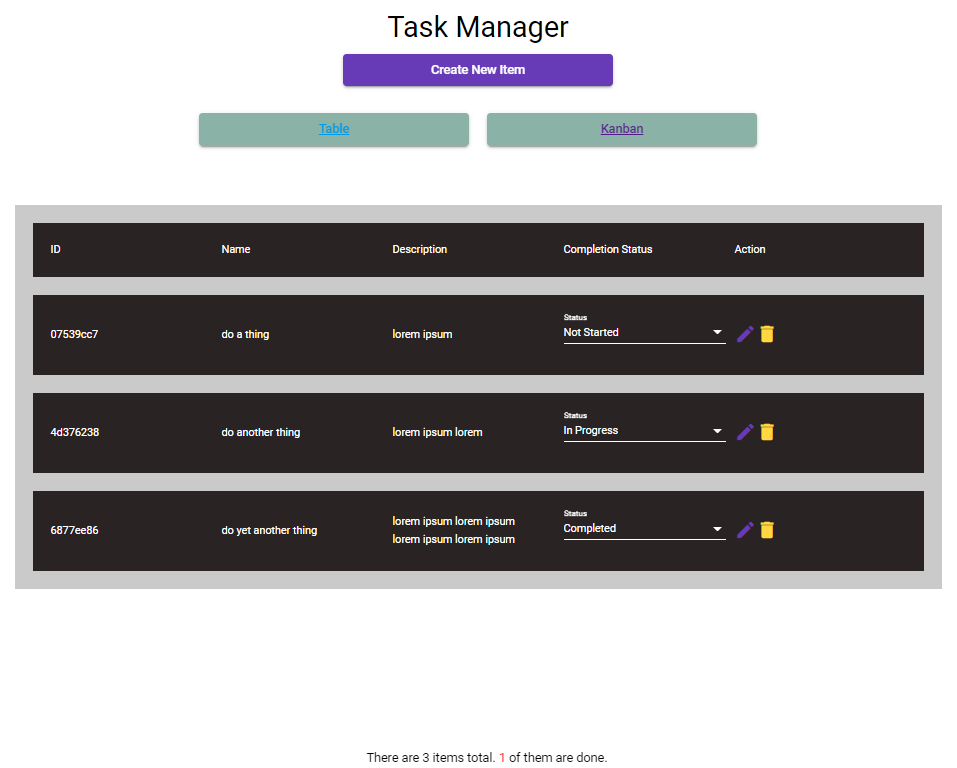 Task Manager
Create New Item
Table
Kanban
ID Name Description Completion Status Action
Status
07539cc7 do a thing lorem ipsum Not Started
Status
4d376238 do another thing lorem ipsum lorem In Progress
Status
6877ee86 do yet another thing lorem ipsum lorem ipsum Completed
lorem ipsum lorem ipsum
There are 3 items total. 1 of them are done.